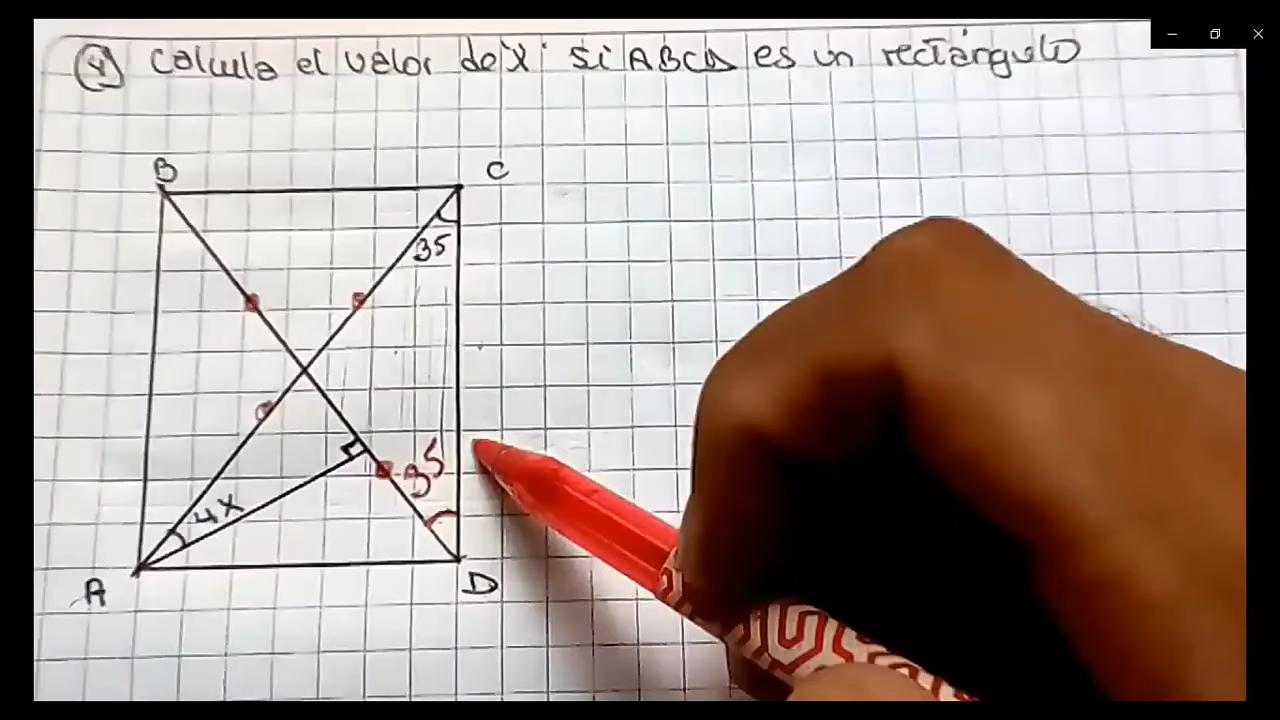 4) Calcula el valor de 'x' si ABCD es un rectángulo
B
C
35
35
4x
A
D